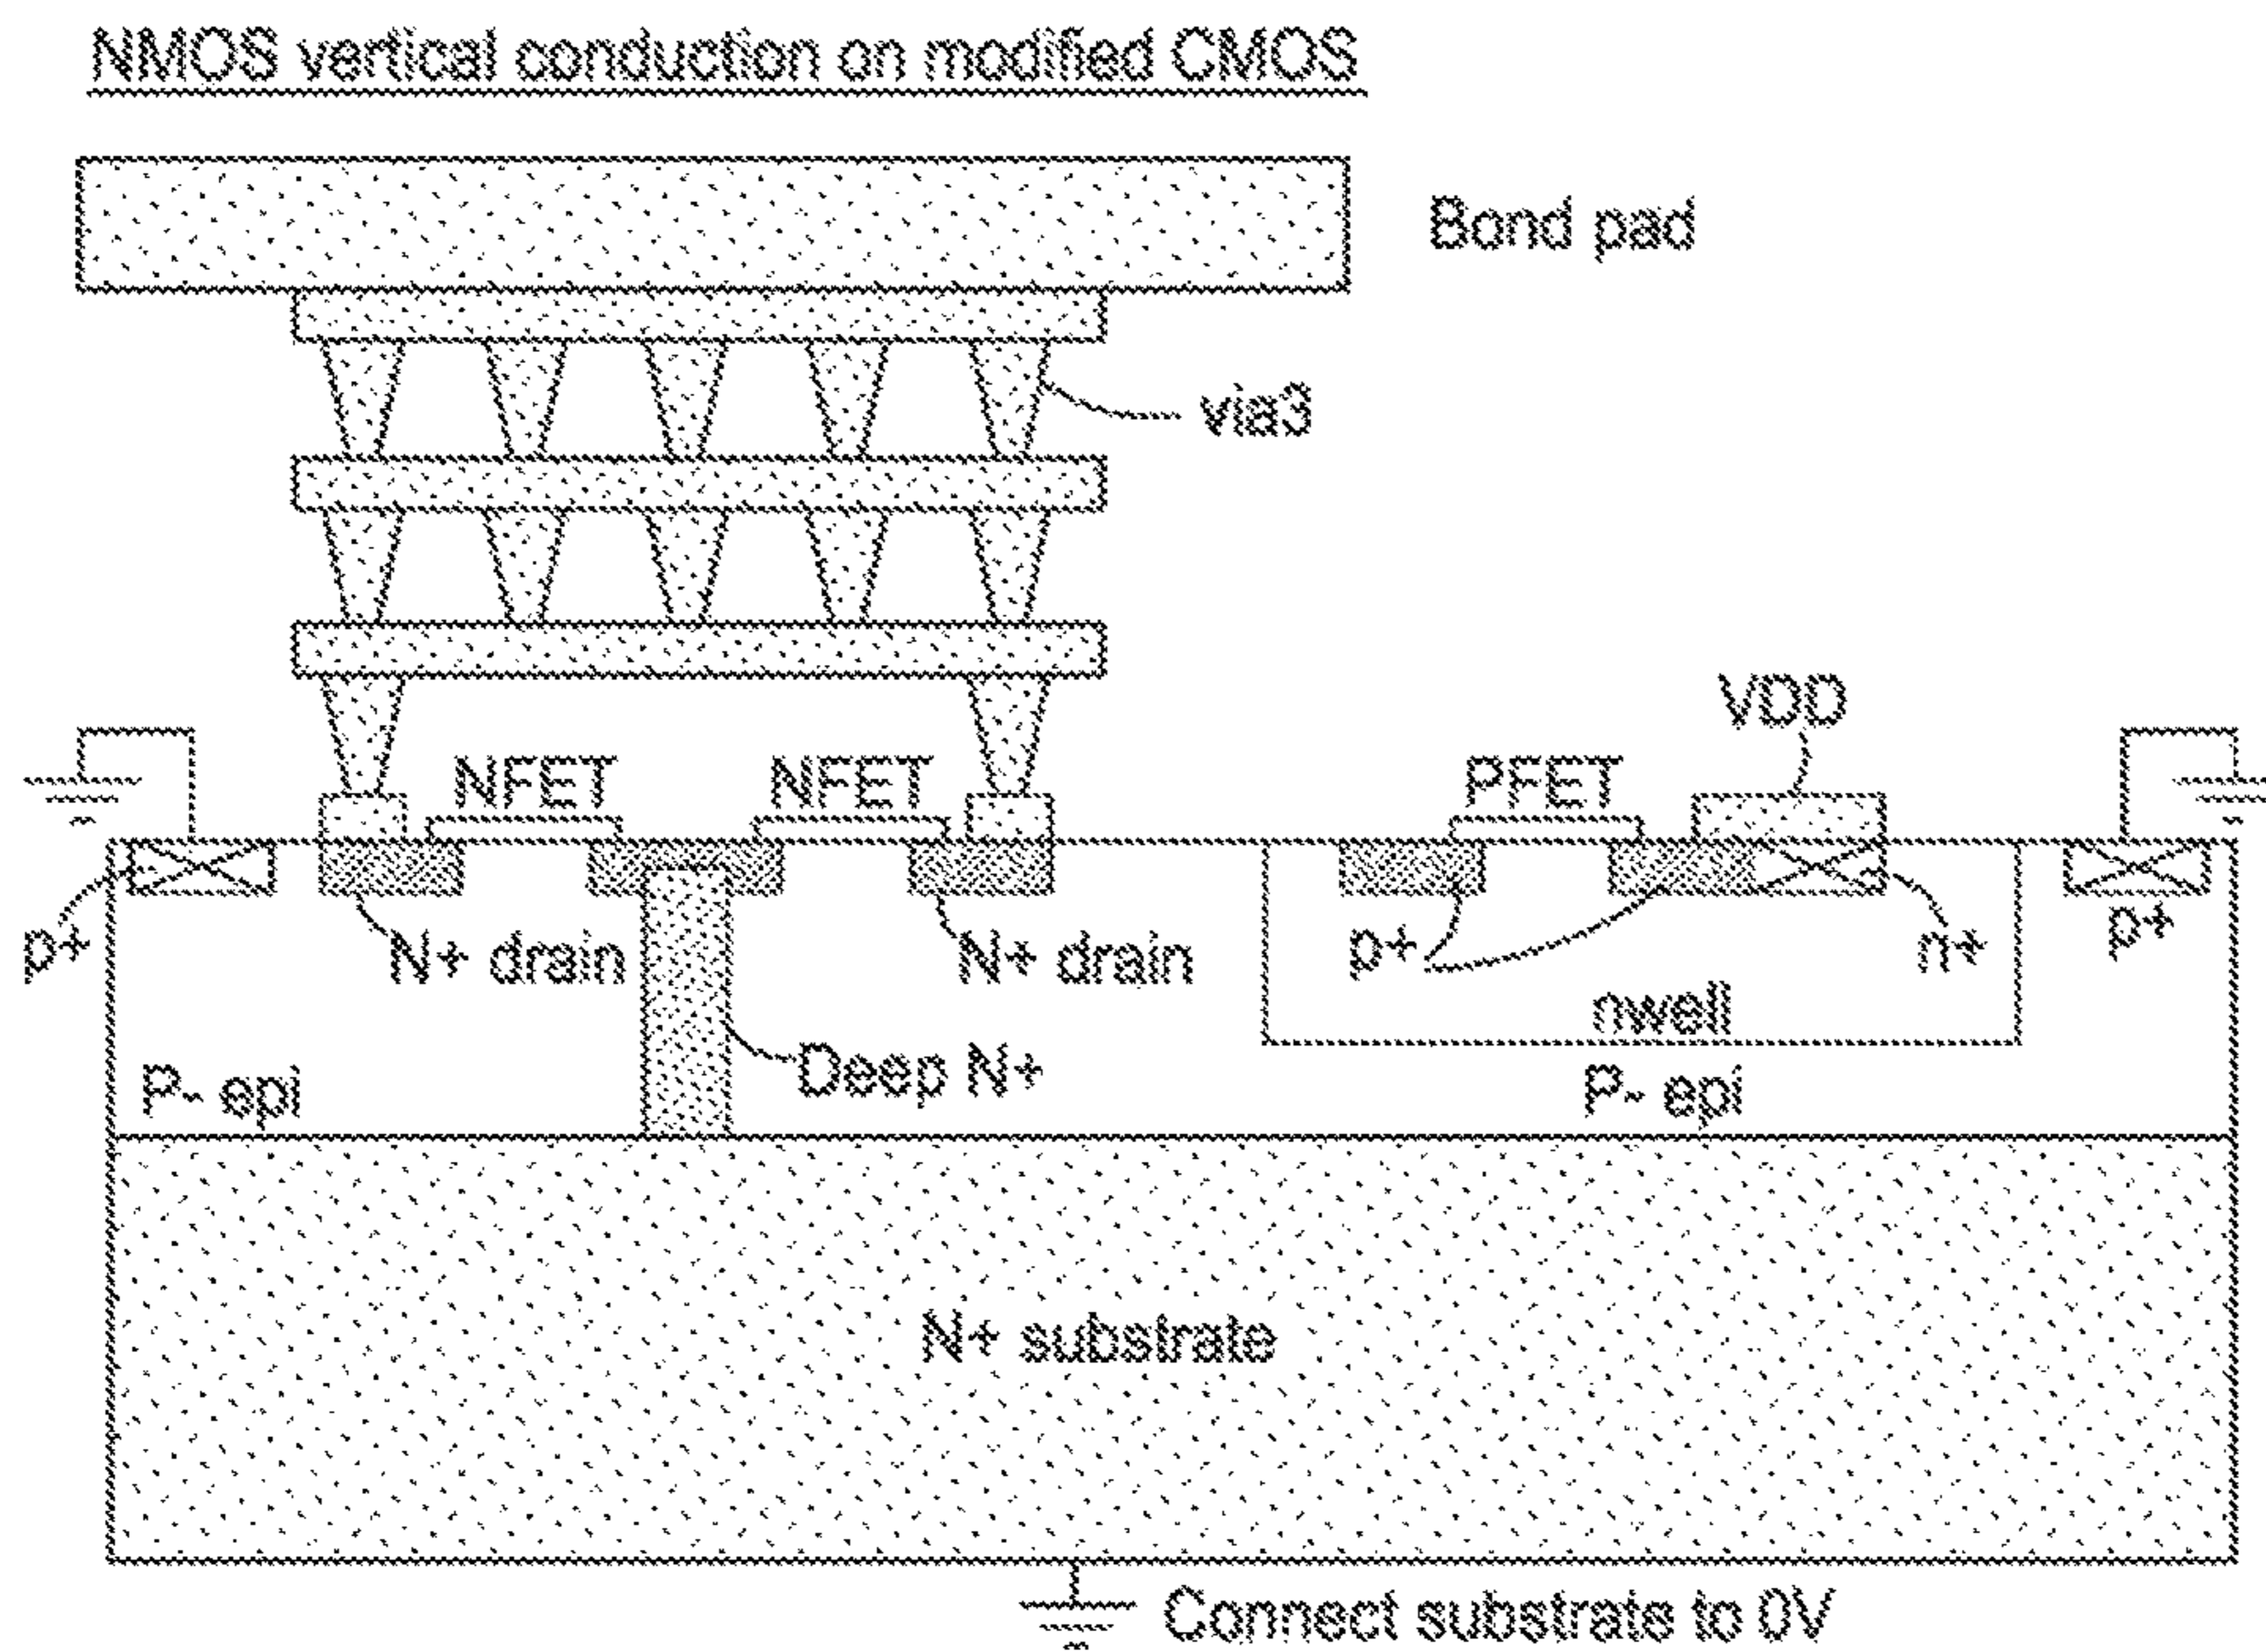 NMOS vertical conduction on modified CMOS
Bond pad
via3
VDD
NFET
NFET
PFET
p+
N+ drain
N+ drain
p+
n+
p+
nwell
Deep N+
P- epi
P- epi
N+ substrate
Connect substrate to 0V